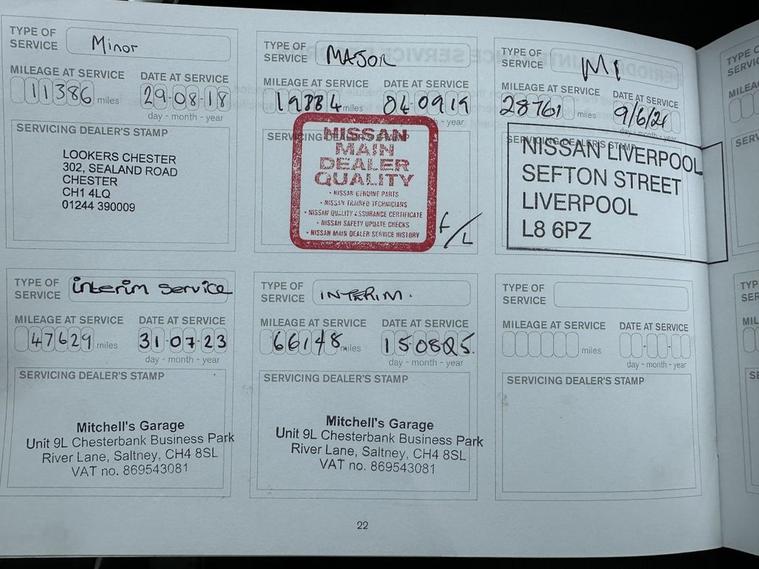 TYPE OF SERVICE Minor
MILEAGE AT SERVICE DATE AT SERVICE
11386 miles 29-08-18
day - month - year
SERVICING DEALER'S STAMP
LOOKERS CHESTER
302, SEALAND ROAD
CHESTER
CH1 4LQ
01244 390009
TYPE OF SERVICE MAJOR
MILEAGE AT SERVICE DATE AT SERVICE
miles 04 09 19
- year
SERVICING DEALER'S STAMP
NISSAN
MAIN
DEALER
QUALITY
• NISSAN GENUINE PARTS
• NISSAN TRAINED TECHNICIANS
• NISSAN QUALITY ASSURANCE CERTIFICATE
• NISSAN SAFETY UPDATE CHECKS
• NISSAN MAIN DEALER SERVICE HISTORY
TYPE OF SERVICE
MILEAGE AT SERVICE DATE AT SERVICE
28761 miles 9/6/21
day - month - year
SERVICING DEALER'S STAMP
NISSAN LIVERPOOL
SEFTON STREET
LIVERPOOL
L8 6PZ
TYPE OF SERVICE interim service
MILEAGE AT SERVICE DATE AT SERVICE
47629 miles 31-07-23
day - month - year
SERVICING DEALER'S STAMP
Mitchell's Garage
Unit 9L Chesterbank Business Park
River Lane, Saltney, CH4 8SL
VAT no. 869543081
TYPE OF SERVICE INTERIM.
MILEAGE AT SERVICE DATE AT SERVICE
66148 miles 150825
day - month - year
SERVICING DEALER'S STAMP
Mitchell's Garage
Unit 9L Chesterbank Business Park
River Lane, Saltney, CH4 8SL
VAT no. 869543081
TYPE OF SERVICE
MILEAGE AT SERVICE DATE AT SERVICE
miles
day - month - year
SERVICING DEALER'S STAMP
22